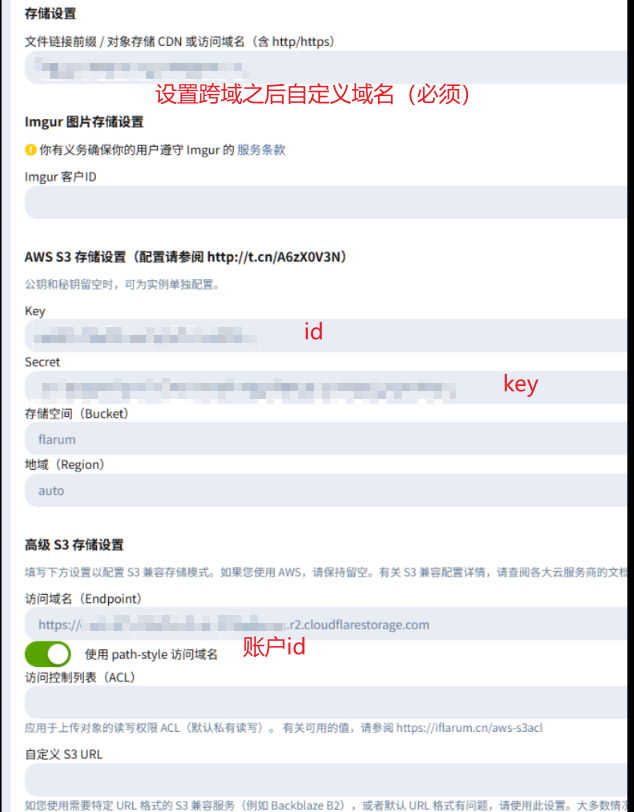 存储设置
文件链接前缀 / 对象存储 CDN 或访问域名（含 http/https）
设置跨域之后自定义域名（必须）
Imgur 图片存储设置
你有义务确保你的用户遵守 Imgur 的 服务条款
Imgur 客户ID
AWS S3 存储设置（配置请参阅 http://t.cn/A6zX0V3N）
公钥和秘钥留空时，可为实例单独配置。
Key
id
Secret
key
存储空间（Bucket）
flarum
地域（Region）
auto
高级 S3 存储设置
填写下方设置以配置 S3 兼容存储模式。如果您使用 AWS，请保持留空。有关 S3 兼容配置详情，请查阅各大云服务商的文档
访问域名（Endpoint）
https:// .r2.cloudflarestorage.com
使用 path-style 访问域名
账户id
访问控制列表（ACL）
应用于上传对象的读写权限 ACL（默认私有读写）。 有关可用的值，请参阅 https://iflarum.cn/aws-s3acl
自定义 S3 URL
如您使用需要特定 URL 格式的 S3 兼容服务（例如 Backblaze B2），或者默认 URL 格式有问题，请使用此设置。大多数情